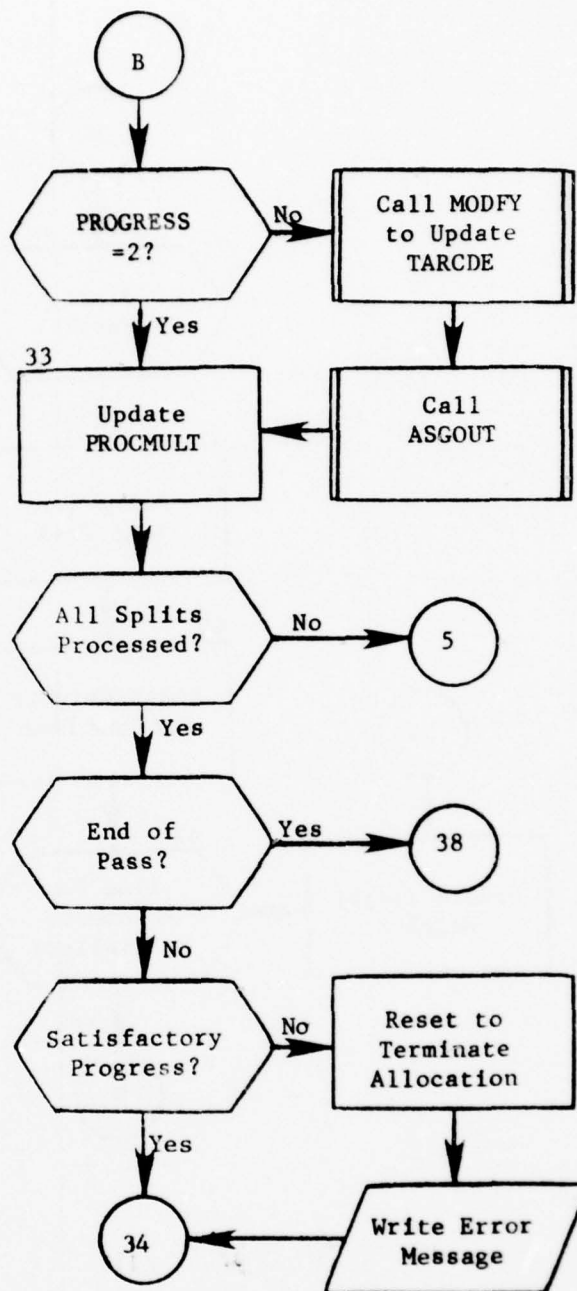 B
PROGRESS
=2?
No
Call MODFY
to Update
TARCDE
Yes
33
Update
PROCMULT
Call
ASGOUT
All Splits
Processed?
No
5
Yes
End of
Pass?
Yes
38
No
Satisfactory
Progress?
No
Reset to
Terminate
Allocation
Yes
34
Write Error
Message